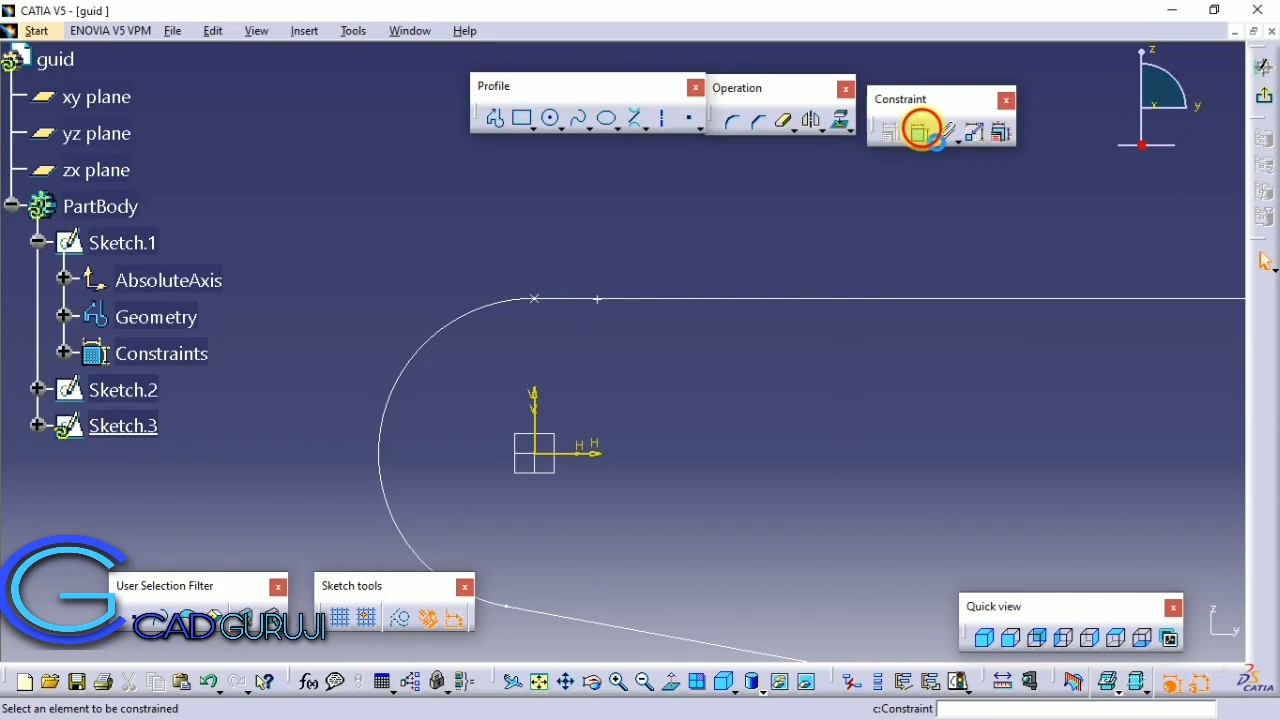 CATIA V5 - [guid ]
Start ENOVIA V5 VPM File Edit View Insert Tools Window Help
guid
xy plane
yz plane
zx plane
PartBody
Sketch.1
AbsoluteAxis
Geometry
Constraints
Sketch.2
Sketch.3
Profile
Operation
Constraint
z
x
y
V
V
H H
User Selection Filter
Sketch tools
CADGURUJI
Quick view
z
y
f(x)
CATIA
Select an element to be constrained
c:Constraint